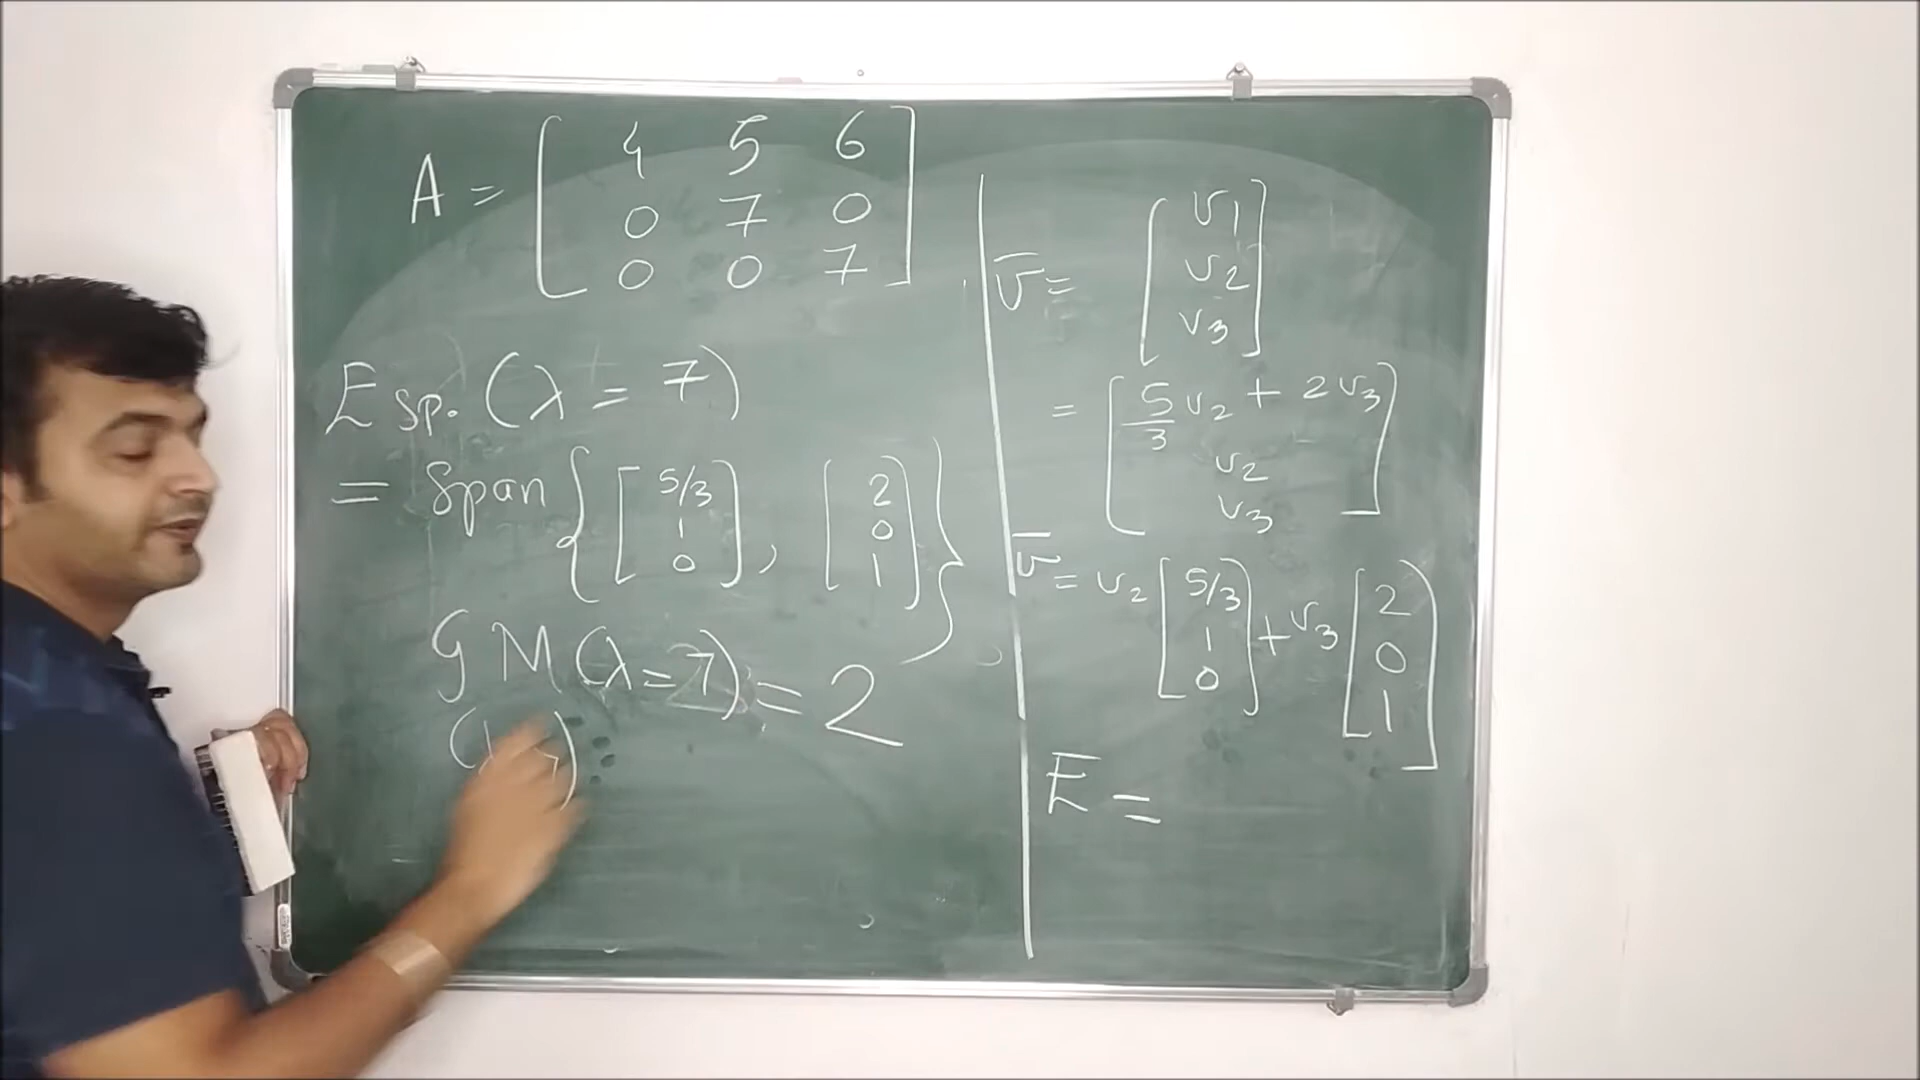 A = [ 4 5 6
0 7 0
0 0 7 ]
E sp. (λ = 7)
= Span { [ 5/3
1
0 ] , [ 2
0
1 ] }
GM (λ=7) = 2
v̅ = [ v1
v2
v3 ]
= [ 5/3 v2 + 2v3
v2
v3 ]
v̅ = v2 [ 5/3
1
0 ] + v3 [ 2
0
1 ]
E =